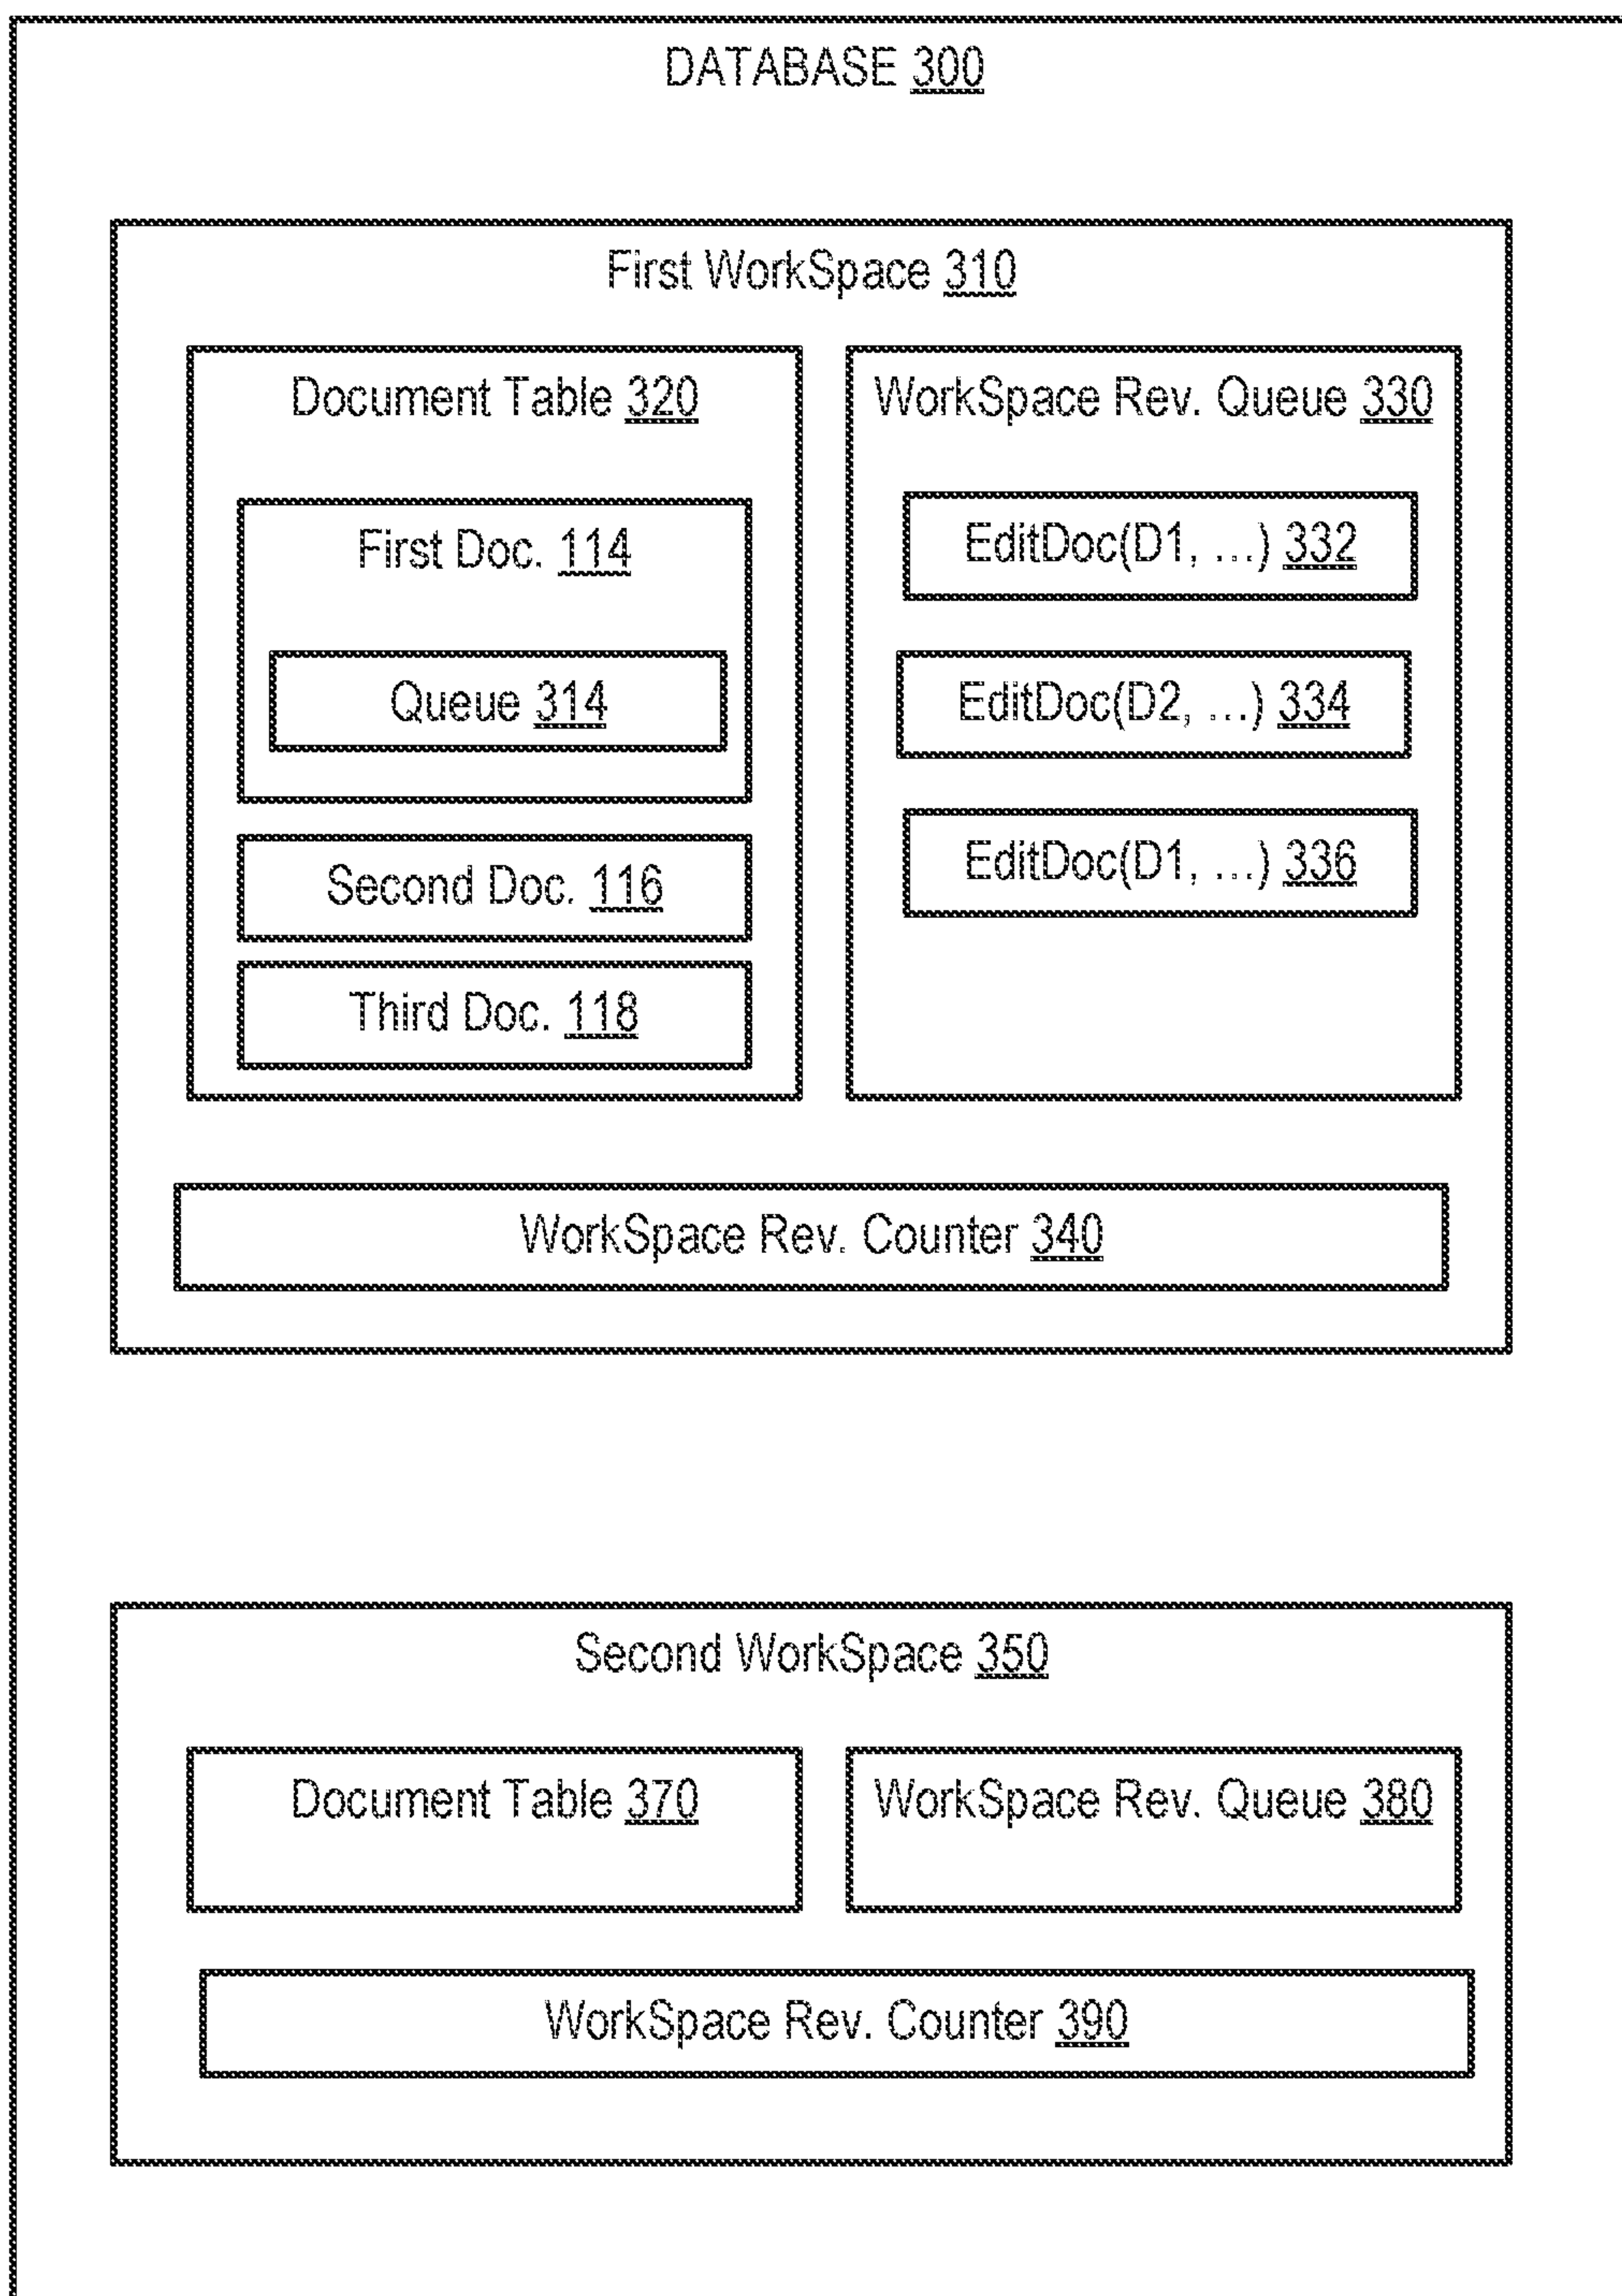 DATABASE 300
First WorkSpace 310
Document Table 320
First Doc. 114
Queue 314
Second Doc. 116
Third Doc. 118
WorkSpace Rev. Queue 330
EditDoc(D1, ...) 332
EditDoc(D2, ...) 334
EditDoc(D1, ...) 336
WorkSpace Rev. Counter 340
Second WorkSpace 350
Document Table 370
WorkSpace Rev. Queue 380
WorkSpace Rev. Counter 390